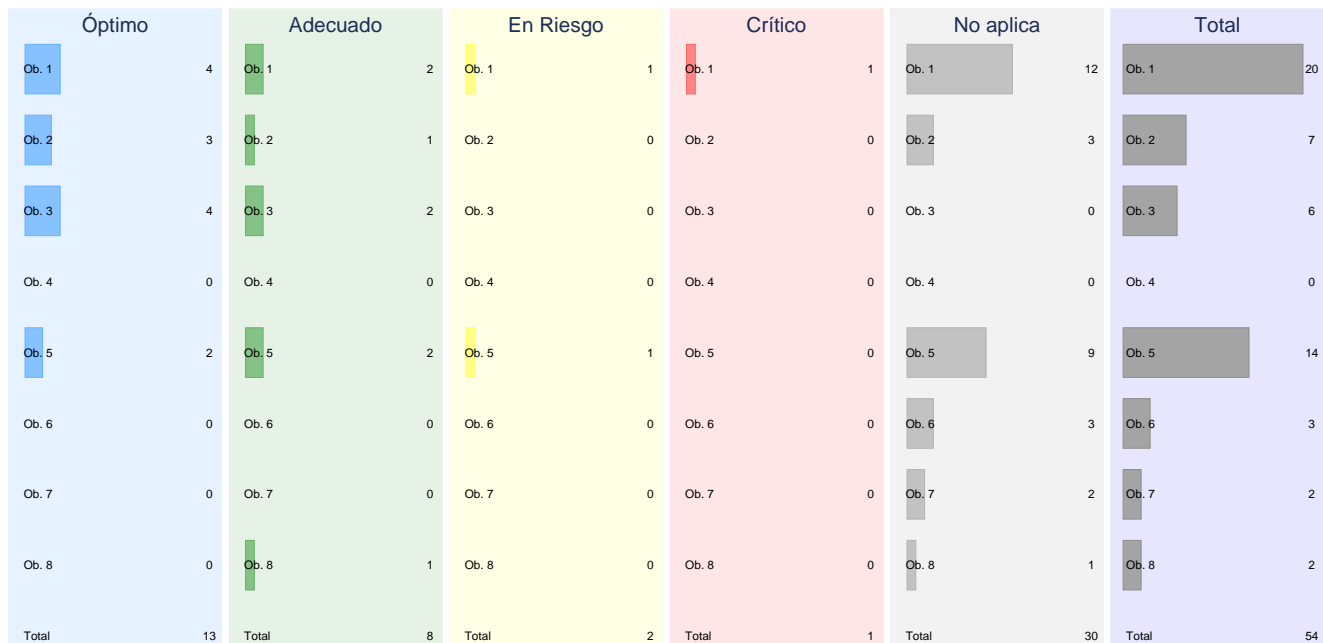 Óptimo Adecuado En Riesgo Crítico No aplica Total
Ob. 1 4 Ob. 1 2 Ob. 1 1 Ob. 1 1 Ob. 1 12 Ob. 1 20
Ob. 2 3 Ob. 2 1 Ob. 2 0 Ob. 2 0 Ob. 2 3 Ob. 2 7
Ob. 3 4 Ob. 3 2 Ob. 3 0 Ob. 3 0 Ob. 3 0 Ob. 3 6
Ob. 4 0 Ob. 4 0 Ob. 4 0 Ob. 4 0 Ob. 4 0 Ob. 4 0
Ob. 5 2 Ob. 5 2 Ob. 5 1 Ob. 5 0 Ob. 5 9 Ob. 5 14
Ob. 6 0 Ob. 6 0 Ob. 6 0 Ob. 6 0 Ob. 6 3 Ob. 6 3
Ob. 7 0 Ob. 7 0 Ob. 7 0 Ob. 7 0 Ob. 7 2 Ob. 7 2
Ob. 8 0 Ob. 8 1 Ob. 8 0 Ob. 8 0 Ob. 8 1 Ob. 8 2
Total 13 Total 8 Total 2 Total 1 Total 30 Total 54